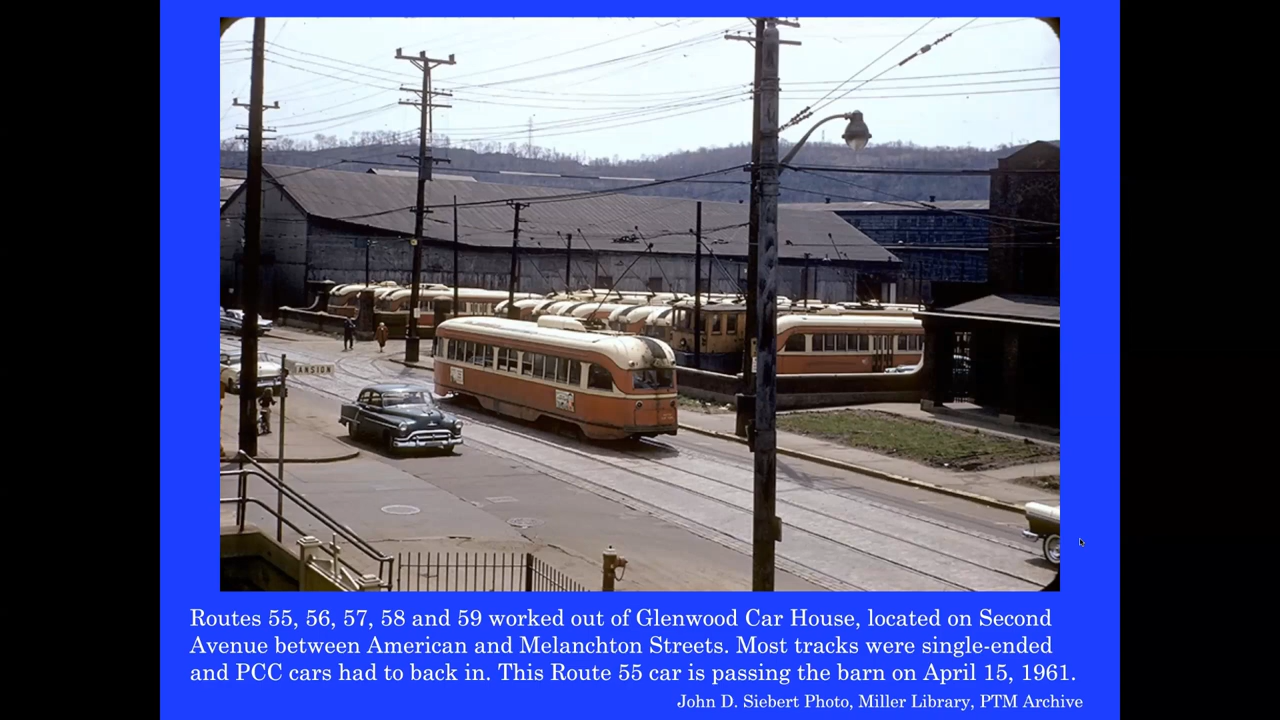 ANSION
Routes 55, 56, 57, 58 and 59 worked out of Glenwood Car House, located on Second
Avenue between American and Melanchton Streets. Most tracks were single-ended
and PCC cars had to back in. This Route 55 car is passing the barn on April 15, 1961.
John D. Siebert Photo, Miller Library, PTM Archive